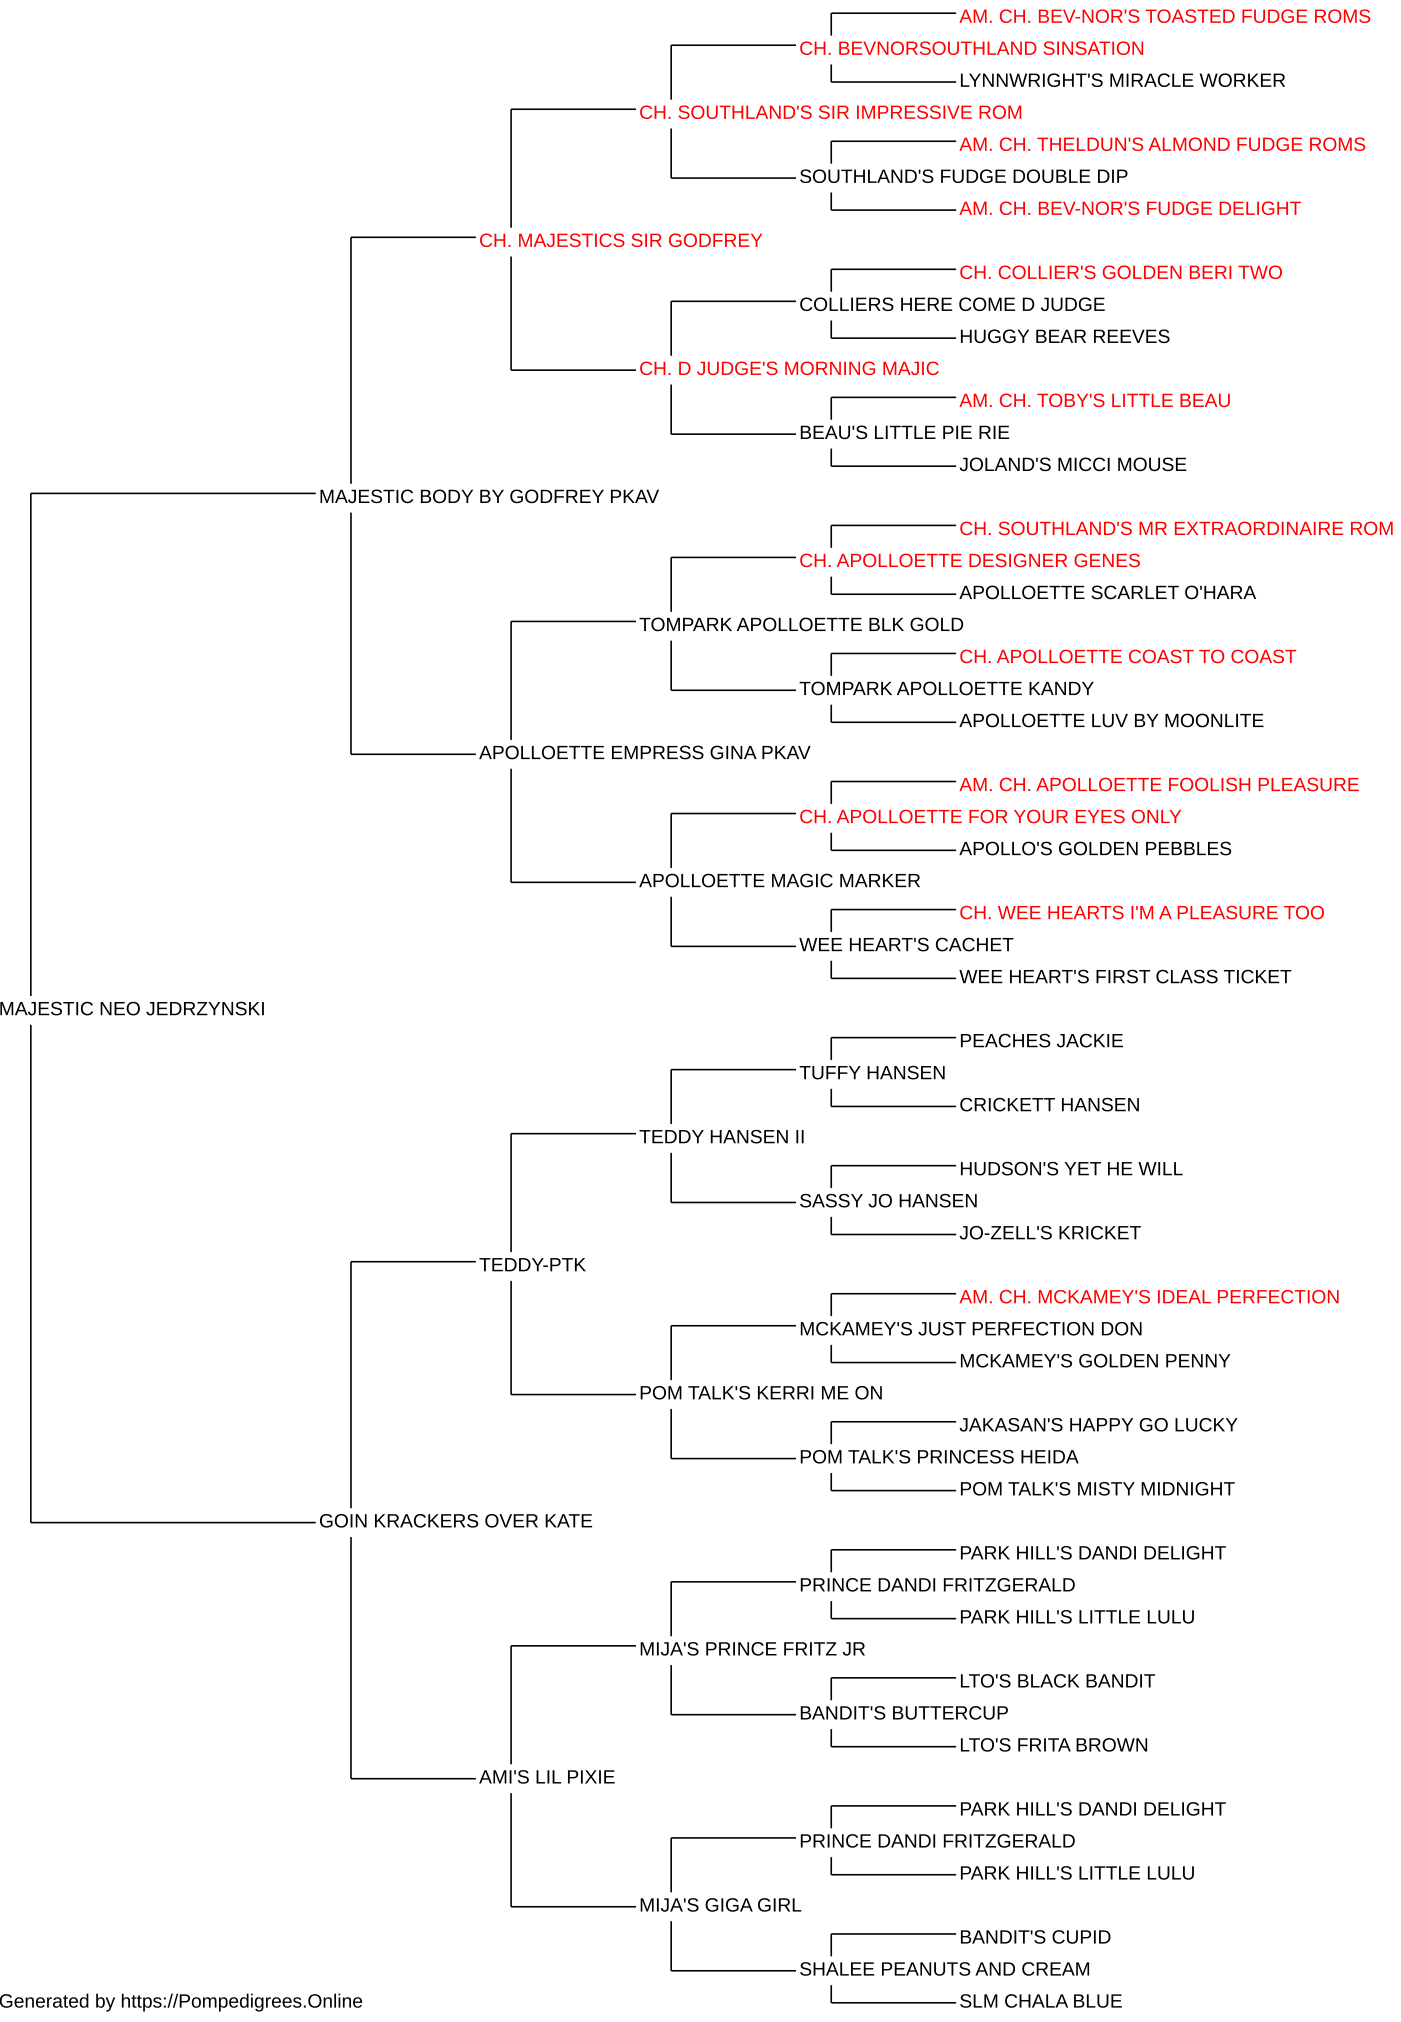 AM. CH. BEV-NOR'S TOASTED FUDGE ROMS
CH. BEVNORSOUTHLAND SINSATION
LYNNWRIGHT'S MIRACLE WORKER
CH. SOUTHLAND'S SIR IMPRESSIVE ROM
AM. CH. THELDUN'S ALMOND FUDGE ROMS
SOUTHLAND'S FUDGE DOUBLE DIP
AM. CH. BEV-NOR'S FUDGE DELIGHT
CH. MAJESTICS SIR GODFREY
CH. COLLIER'S GOLDEN BERI TWO
COLLIERS HERE COME D JUDGE
HUGGY BEAR REEVES
CH. D JUDGE'S MORNING MAJIC
AM. CH. TOBY'S LITTLE BEAU
BEAU'S LITTLE PIE RIE
JOLAND'S MICCI MOUSE
MAJESTIC BODY BY GODFREY PKAV
CH. SOUTHLAND'S MR EXTRAORDINAIRE ROM
CH. APOLLOETTE DESIGNER GENES
APOLLOETTE SCARLET O'HARA
TOMPARK APOLLOETTE BLK GOLD
CH. APOLLOETTE COAST TO COAST
TOMPARK APOLLOETTE KANDY
APOLLOETTE LUV BY MOONLITE
APOLLOETTE EMPRESS GINA PKAV
AM. CH. APOLLOETTE FOOLISH PLEASURE
CH. APOLLOETTE FOR YOUR EYES ONLY
APOLLO'S GOLDEN PEBBLES
APOLLOETTE MAGIC MARKER
CH. WEE HEARTS I'M A PLEASURE TOO
WEE HEART'S CACHET
WEE HEART'S FIRST CLASS TICKET
MAJESTIC NEO JEDRZYNSKI
PEACHES JACKIE
TUFFY HANSEN
CRICKETT HANSEN
TEDDY HANSEN II
HUDSON'S YET HE WILL
SASSY JO HANSEN
JO-ZELL'S KRICKET
TEDDY-PTK
AM. CH. MCKAMEY'S IDEAL PERFECTION
MCKAMEY'S JUST PERFECTION DON
MCKAMEY'S GOLDEN PENNY
POM TALK'S KERRI ME ON
JAKASAN'S HAPPY GO LUCKY
POM TALK'S PRINCESS HEIDA
POM TALK'S MISTY MIDNIGHT
GOIN KRACKERS OVER KATE
PARK HILL'S DANDI DELIGHT
PRINCE DANDI FRITZGERALD
PARK HILL'S LITTLE LULU
MIJA'S PRINCE FRITZ JR
LTO'S BLACK BANDIT
BANDIT'S BUTTERCUP
LTO'S FRITA BROWN
AMI'S LIL PIXIE
PARK HILL'S DANDI DELIGHT
PRINCE DANDI FRITZGERALD
PARK HILL'S LITTLE LULU
MIJA'S GIGA GIRL
BANDIT'S CUPID
SHALEE PEANUTS AND CREAM
SLM CHALA BLUE
Generated by https://Pompedigrees.Online